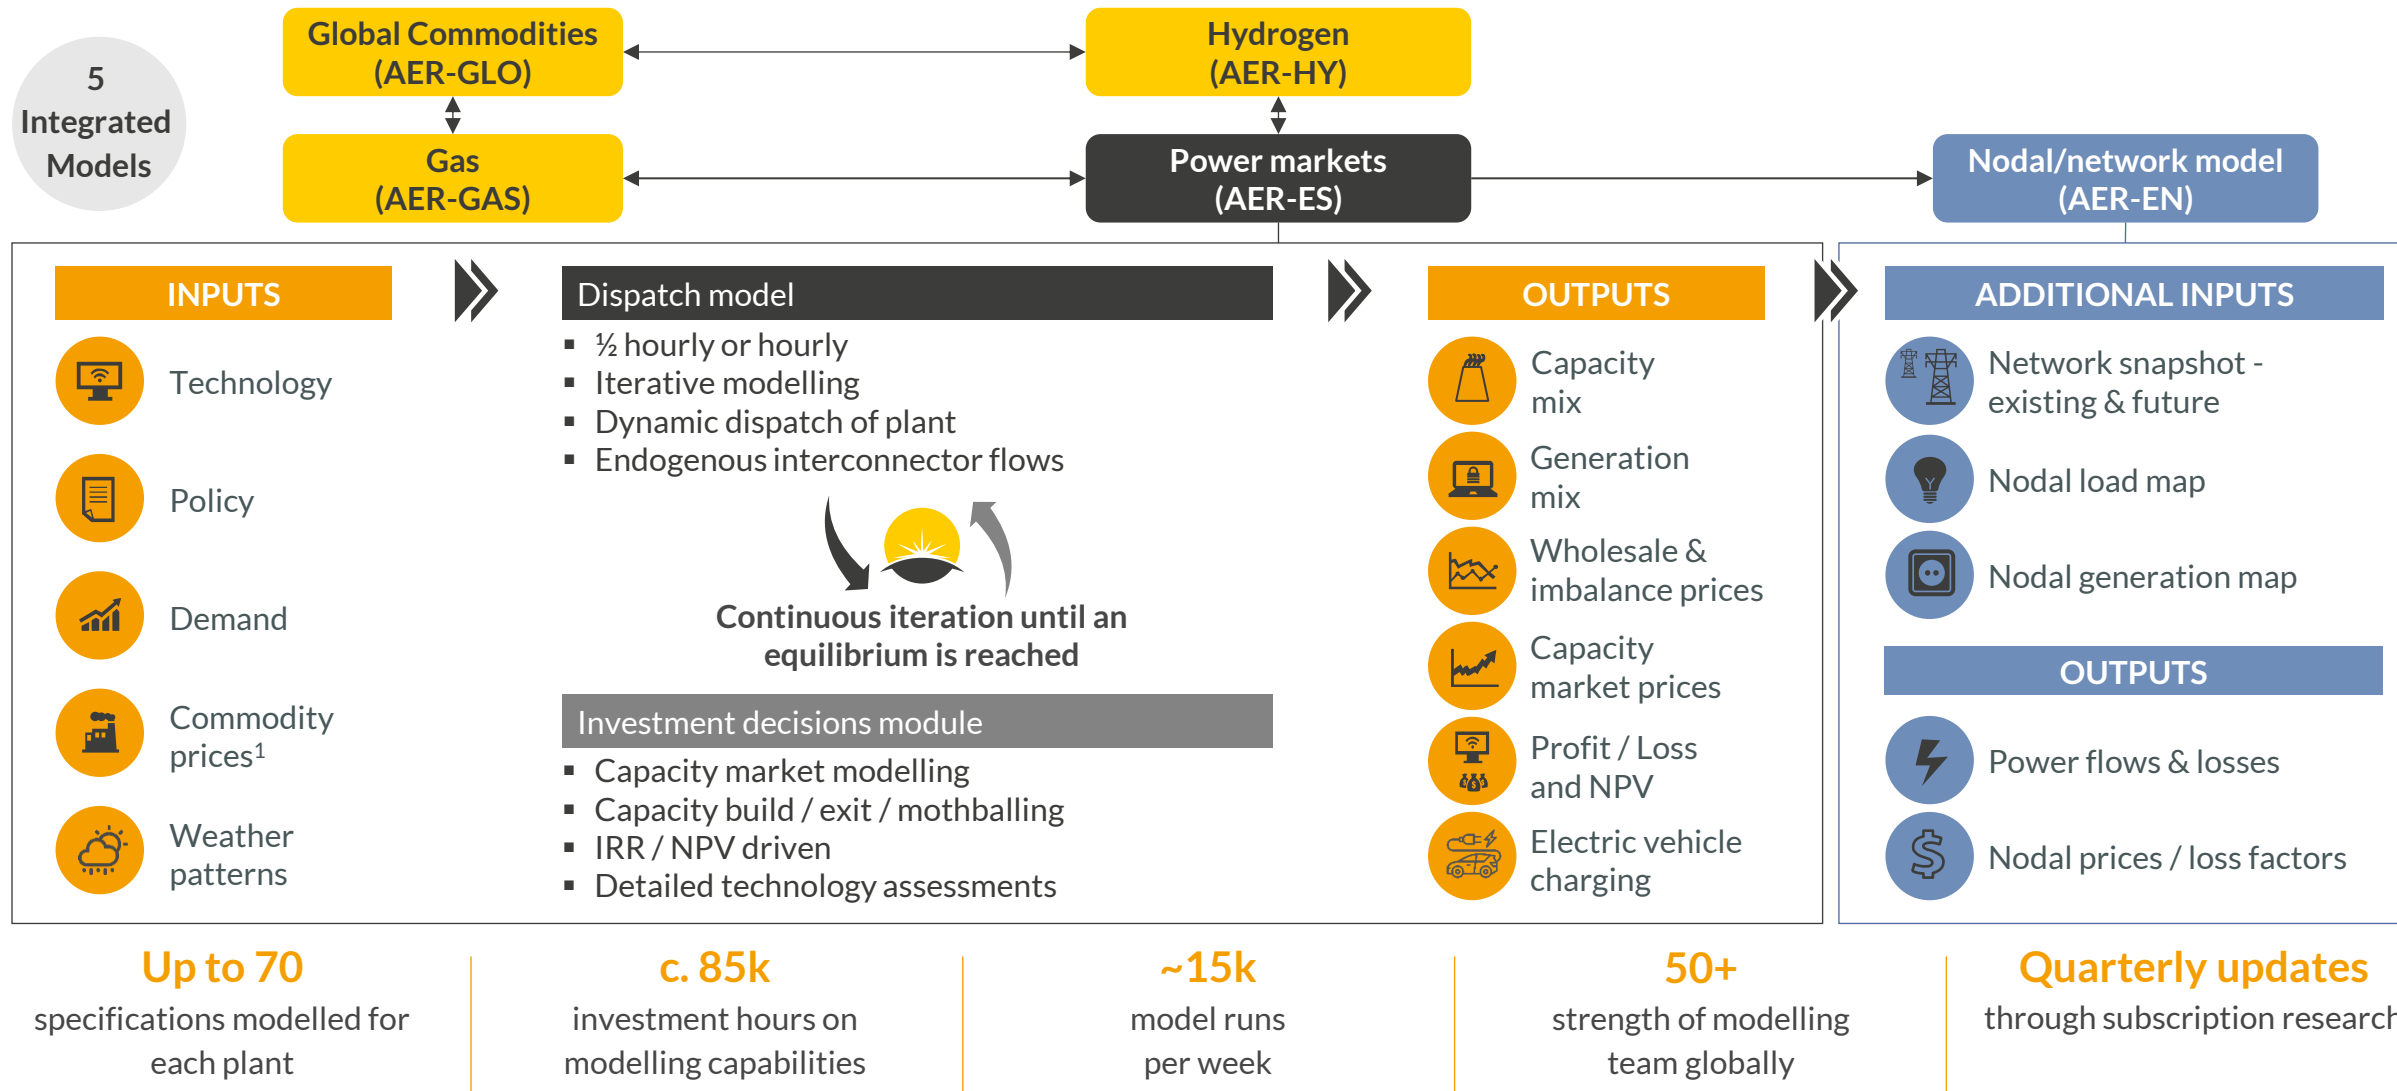 5
Integrated
Models
Global Commodities
(AER-GLO)
Hydrogen
(AER-HY)
Gas
(AER-GAS)
Power markets
(AER-ES)
Nodal/network model
(AER-EN)
INPUTS
Technology
Policy
Demand
Commodity
prices¹
Weather
patterns
Dispatch model
▪ ½ hourly or hourly
▪ Iterative modelling
▪ Dynamic dispatch of plant
▪ Endogenous interconnector flows
Continuous iteration until an
equilibrium is reached
Investment decisions module
▪ Capacity market modelling
▪ Capacity build / exit / mothballing
▪ IRR / NPV driven
▪ Detailed technology assessments
OUTPUTS
Capacity
mix
Generation
mix
Wholesale &
imbalance prices
Capacity
market prices
Profit / Loss
and NPV
Electric vehicle
charging
ADDITIONAL INPUTS
Network snapshot -
existing & future
Nodal load map
Nodal generation map
OUTPUTS
Power flows & losses
Nodal prices / loss factors
Up to 70
specifications modelled for
each plant
c. 85k
investment hours on
modelling capabilities
~15k
model runs
per week
50+
strength of modelling
team globally
Quarterly updates
through subscription research